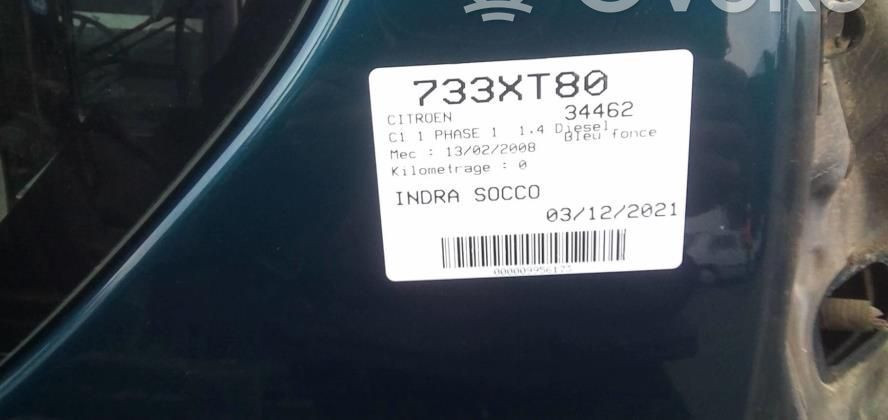 733XT80
CITROEN 34462
C1 1 PHASE 1 1.4 Diesel
Bleu fonce
Mec : 13/02/2008
Kilometrage : 0
INDRA SOCCO
03/12/2021